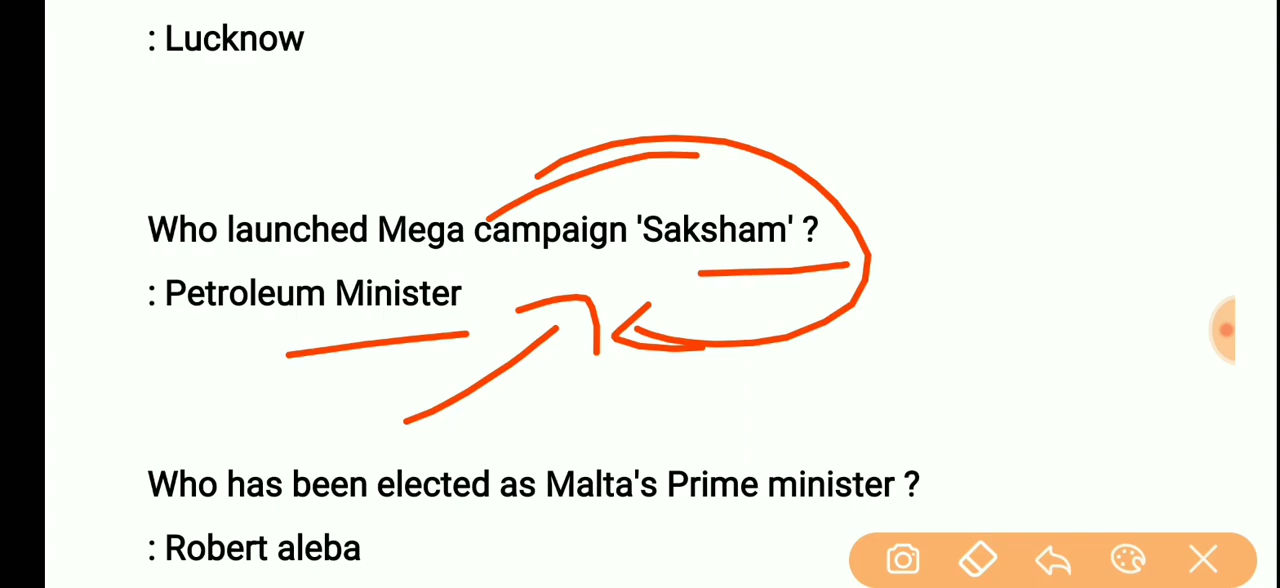 : Lucknow
Who launched Mega campaign 'Saksham' ?
: Petroleum Minister
Who has been elected as Malta's Prime minister ?
: Robert aleba